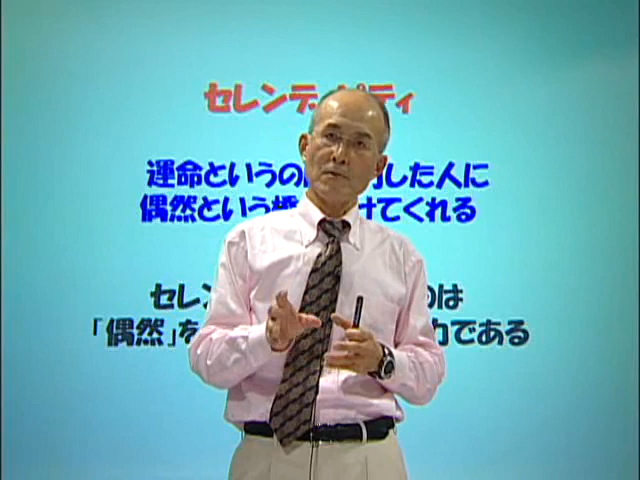 セレンディピティ
運命というの した人に
偶然という橋 けてくれる
セレン のは
「偶然」を 力である